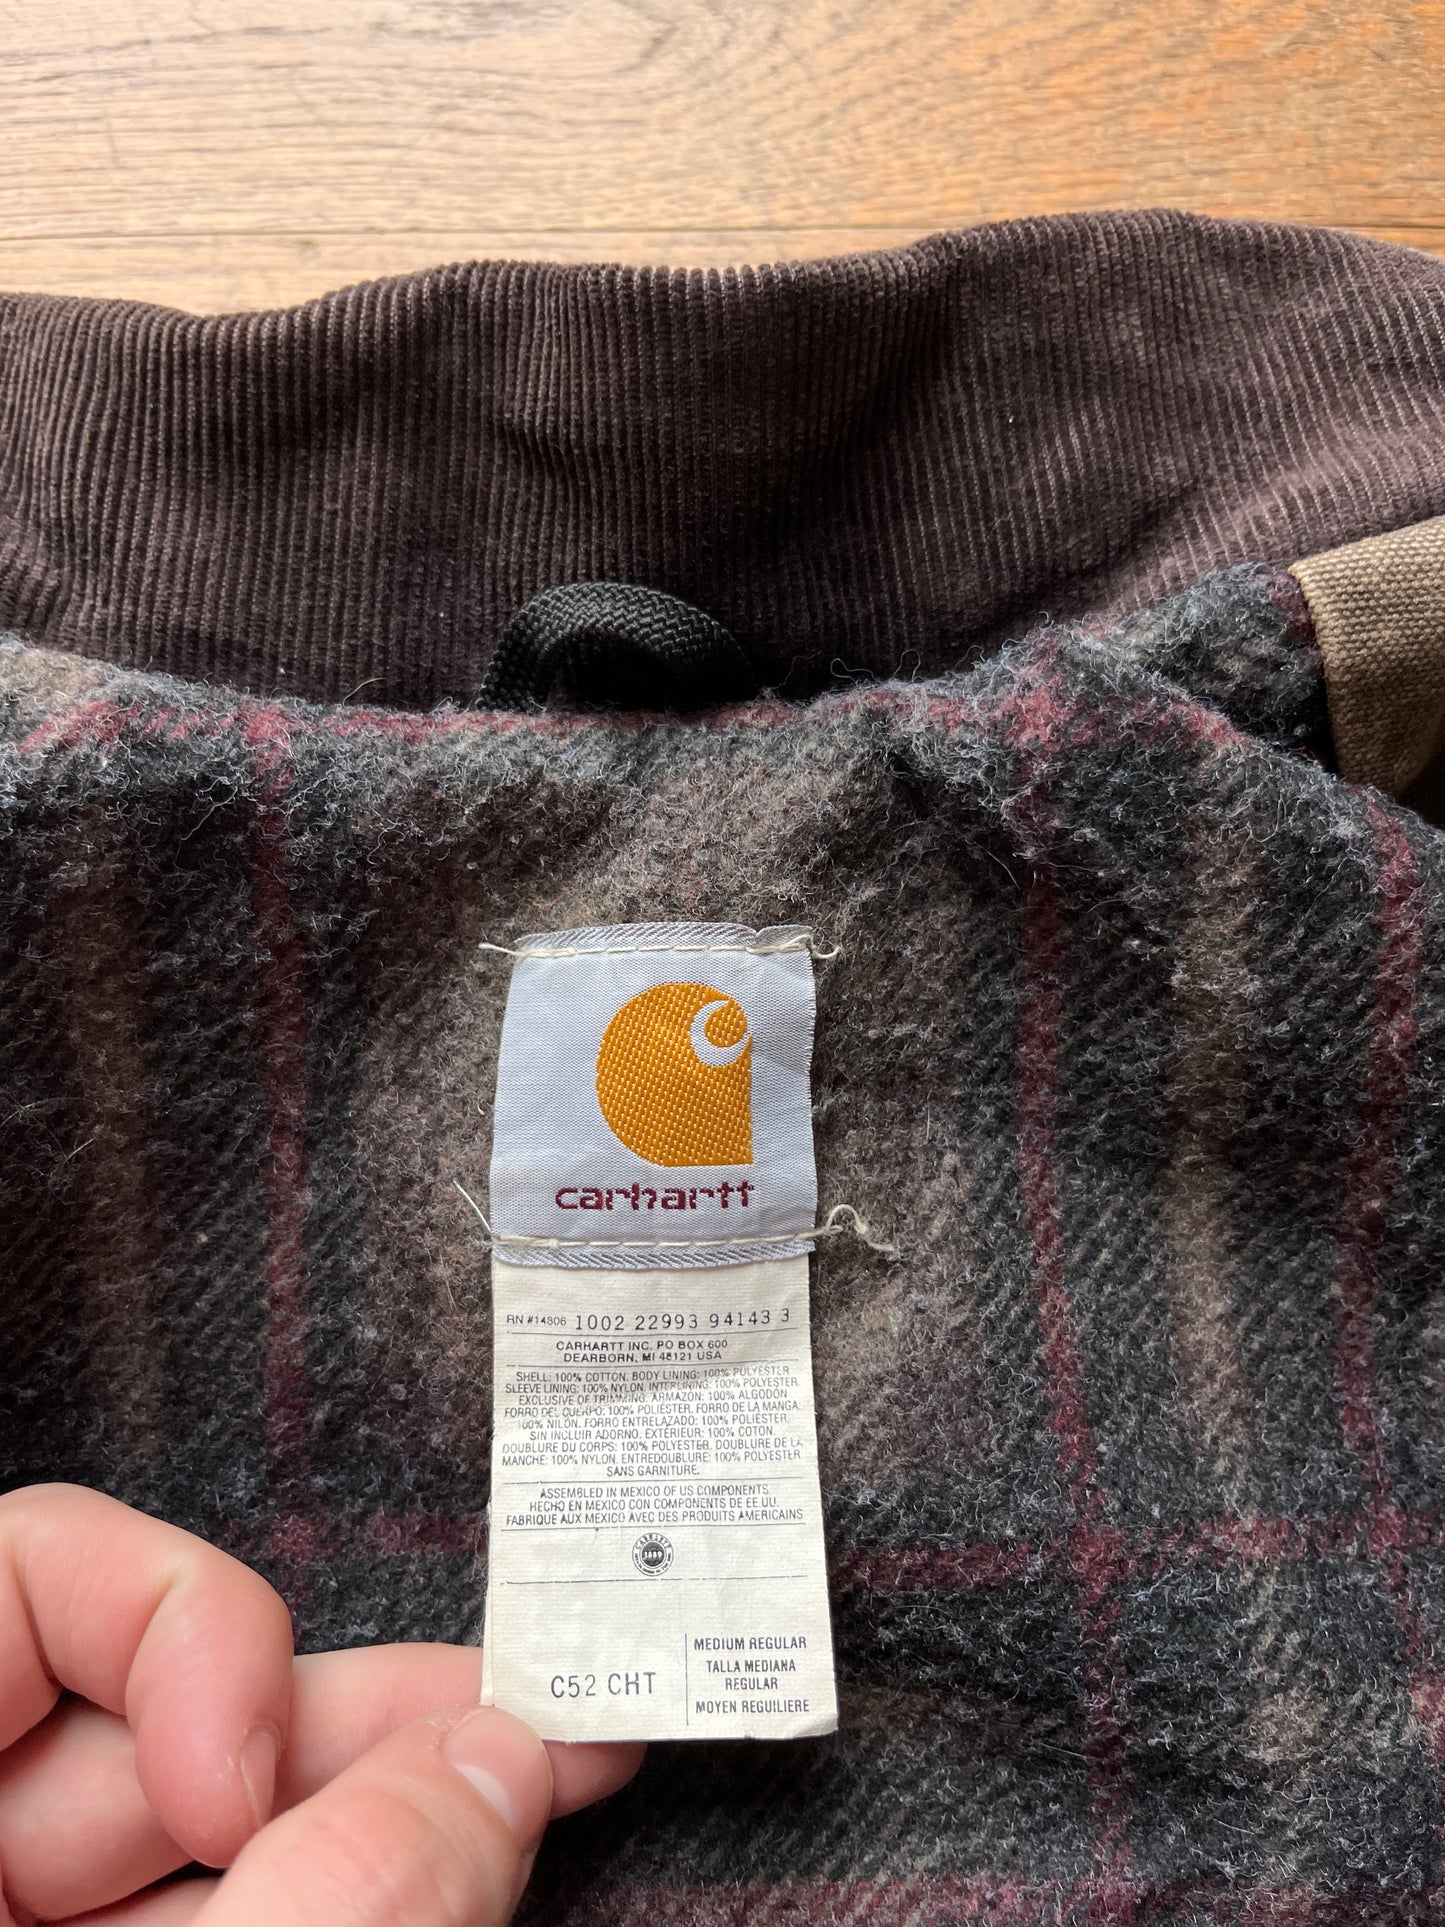 carhartt
RN #14806 1002 22993 94143 3
CARHARTT INC. PO BOX 600
DEARBORN, MI 48121 USA
SHELL: 100% COTTON. BODY LINING: 100% POLYESTER
SLEEVE LINING: 100% NYLON. INTERLINING: 100% POLYESTER
EXCLUSIVE OF TRIMMING. ARMAZON: 100% ALGODON
FORRO DEL CUERPO: 100% POLIESTER. FORRO DE LA MANGA:
100% NILON. FORRO ENTRELAZADO: 100% POLIESTER.
SIN INCLUIR ADORNO. EXTERIEUR: 100% COTON.
DOUBLURE DU CORPS: 100% POLYESTER. DOUBLURE DE LA
MANCHE: 100% NYLON. ENTREDOUBLURE: 100% POLYESTER
SANS GARNITURE.
ASSEMBLED IN MEXICO OF US COMPONENTS
HECHO EN MEXICO CON COMPONENTES DE EE.UU.
FABRIQUE AUX MEXICO AVEC DES PRODUITS AMERICAINS
CARHARTT
1889
C52 CHT
MEDIUM REGULAR
TALLA MEDIANA
REGULAR
MOYEN REGUILIERE